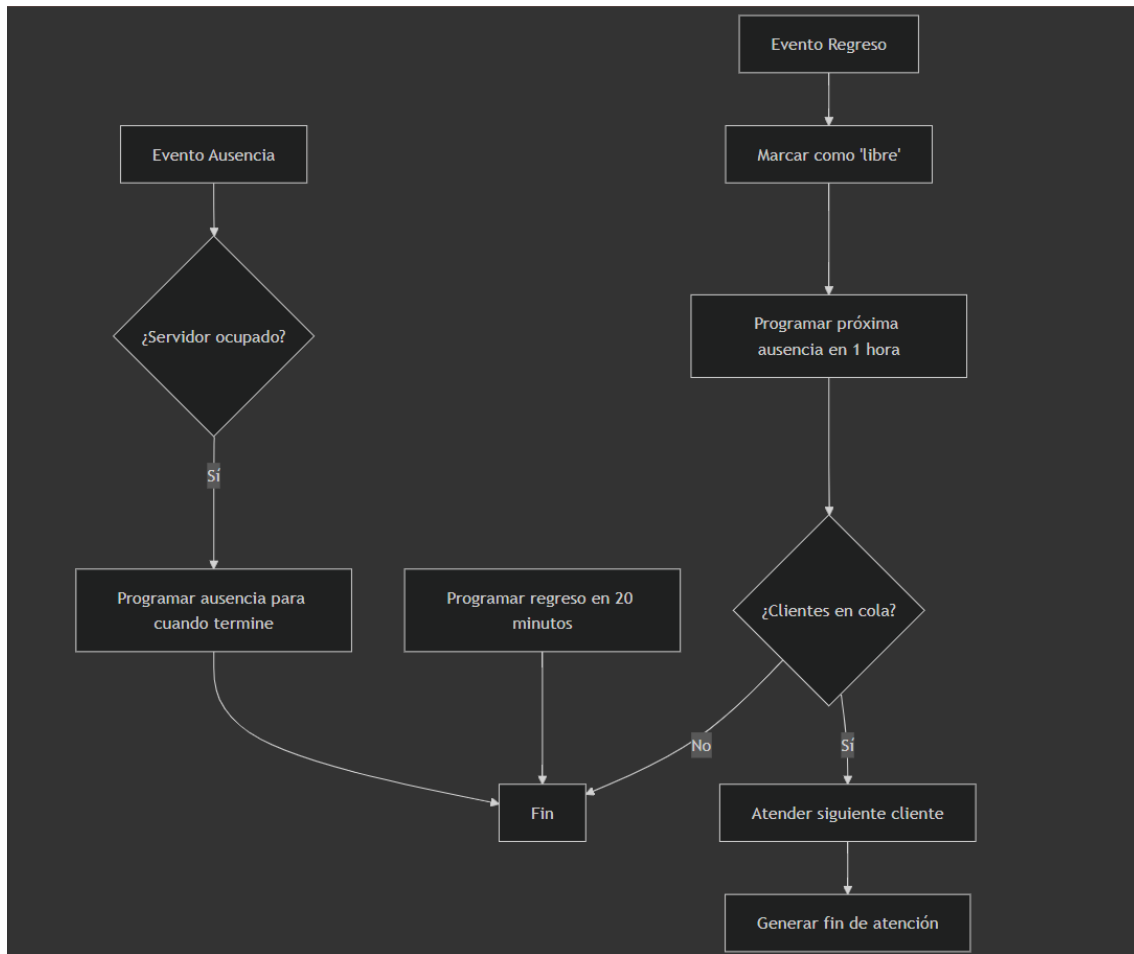 Evento Regreso
Evento Ausencia
Marcar como 'libre'
¿Servidor ocupado?
Programar próxima
ausencia en 1 hora
Sí
Programar ausencia para
cuando termine
Programar regreso en 20
minutos
¿Clientes en cola?
No
Sí
Fin
Atender siguiente cliente
Generar fin de atención